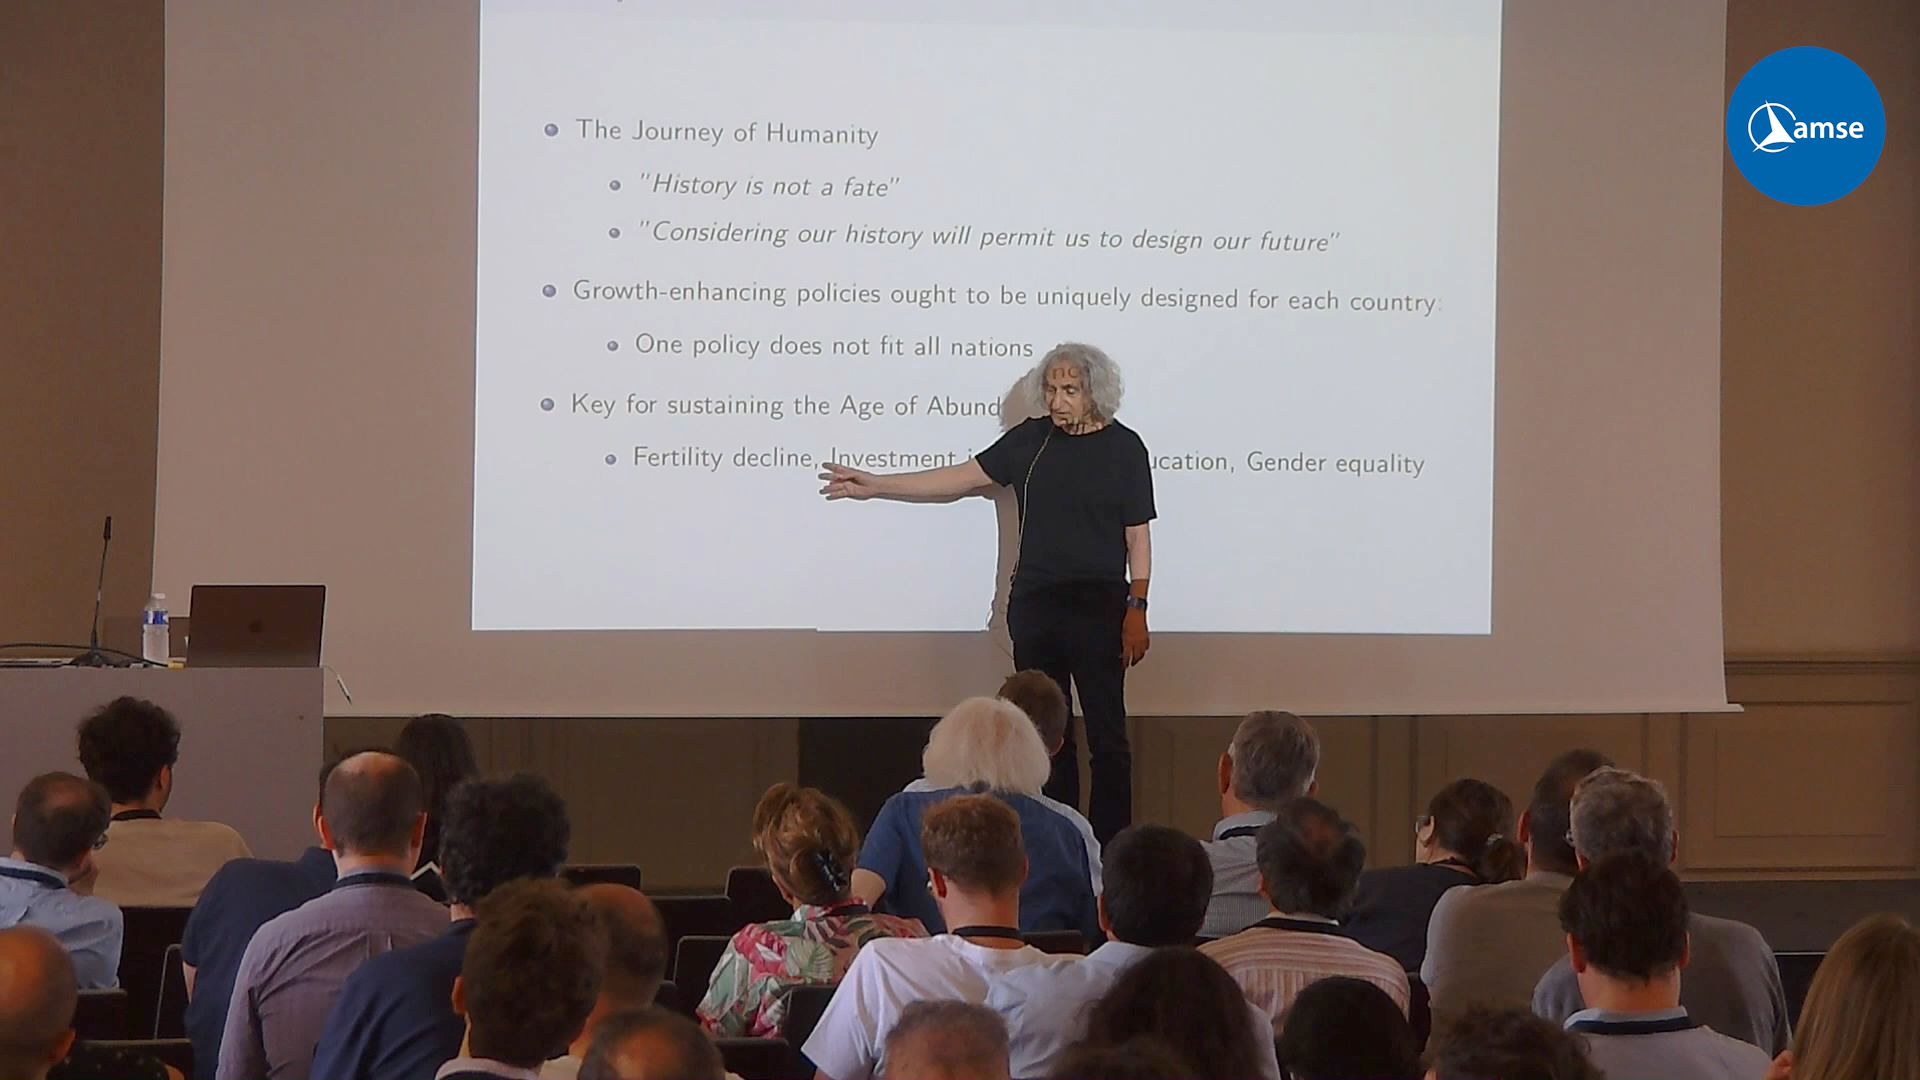 The Journey of Humanity
"History is not a fate"
"Considering our history will permit us to design our future"
Growth-enhancing policies ought to be uniquely designed for each country:
One policy does not fit all nations
Key for sustaining the Age of Abund
Fertility decline, Investment i ucation, Gender equality
amse